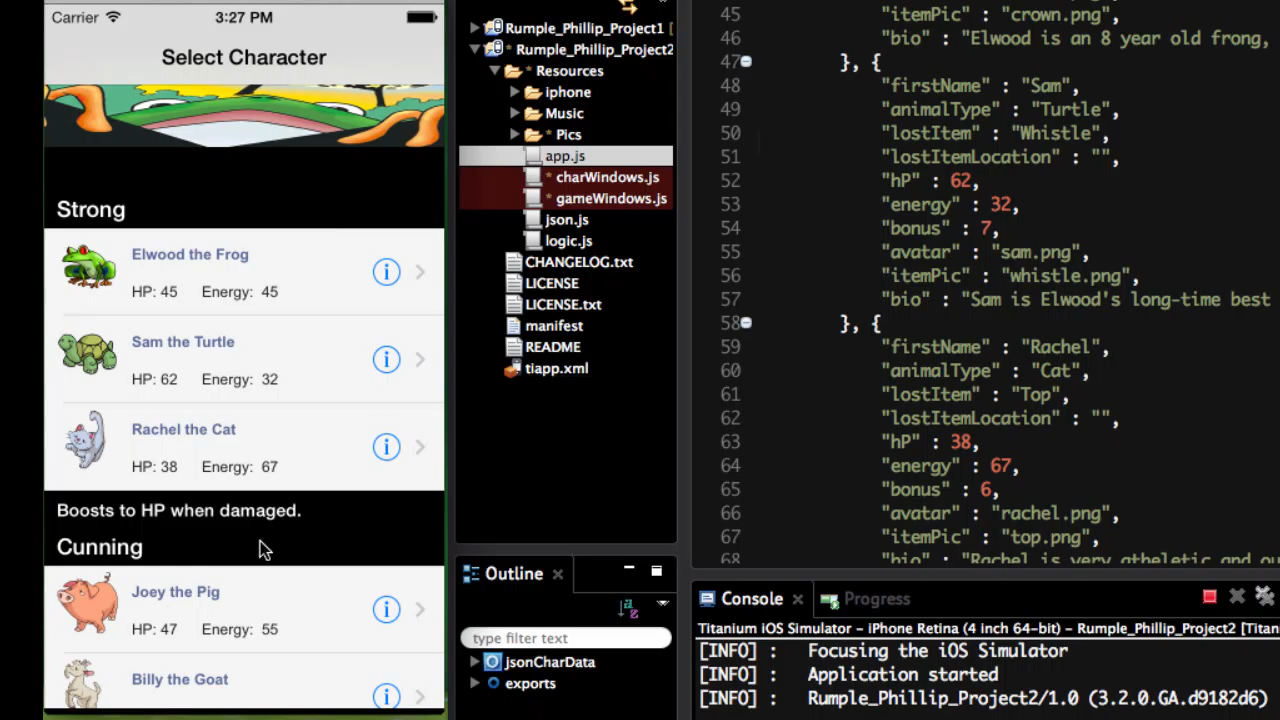 Carrier 3:27 PM
Select Character
Strong
Elwood the Frog
HP: 45 Energy: 45
Sam the Turtle
HP: 62 Energy: 32
Rachel the Cat
HP: 38 Energy: 67
Boosts to HP when damaged.
Cunning
Joey the Pig
HP: 47 Energy: 55
Billy the Goat
Rumple_Phillip_Project1 [
* Rumple_Phillip_Project2
* Resources
iphone
Music
* Pics
app.js
* charWindows.js
* gameWindows.js
json.js
logic.js
CHANGELOG.txt
LICENSE
LICENSE.txt
manifest
README
tiapp.xml
Outline
type filter text
jsonCharData
exports
45 "itemPic" : "crown.png",
46 "bio" : "Elwood is an 8 year old frong,
47 }, {
48 "firstName" : "Sam",
49 "animalType" : "Turtle",
50 "lostItem" : "Whistle",
51 "lostItemLocation" : "",
52 "hP" : 62,
53 "energy" : 32,
54 "bonus" : 7,
55 "avatar" : "sam.png",
56 "itemPic" : "whistle.png",
57 "bio" : "Sam is Elwood's long-time best
58 }, {
59 "firstName" : "Rachel",
60 "animalType" : "Cat",
61 "lostItem" : "Top",
62 "lostItemLocation" : "",
63 "hP" : 38,
64 "energy" : 67,
65 "bonus" : 6,
66 "avatar" : "rachel.png",
67 "itemPic" : "top.png",
68 "bio" : "Rachel is very atheletic and ou
Console Progress
Titanium iOS Simulator – iPhone Retina (4 inch 64-bit) – Rumple_Phillip_Project2 [Titan
[INFO] : Focusing the iOS Simulator
[INFO] : Application started
[INFO] : Rumple_Phillip_Project2/1.0 (3.2.0.GA.d9182d6)